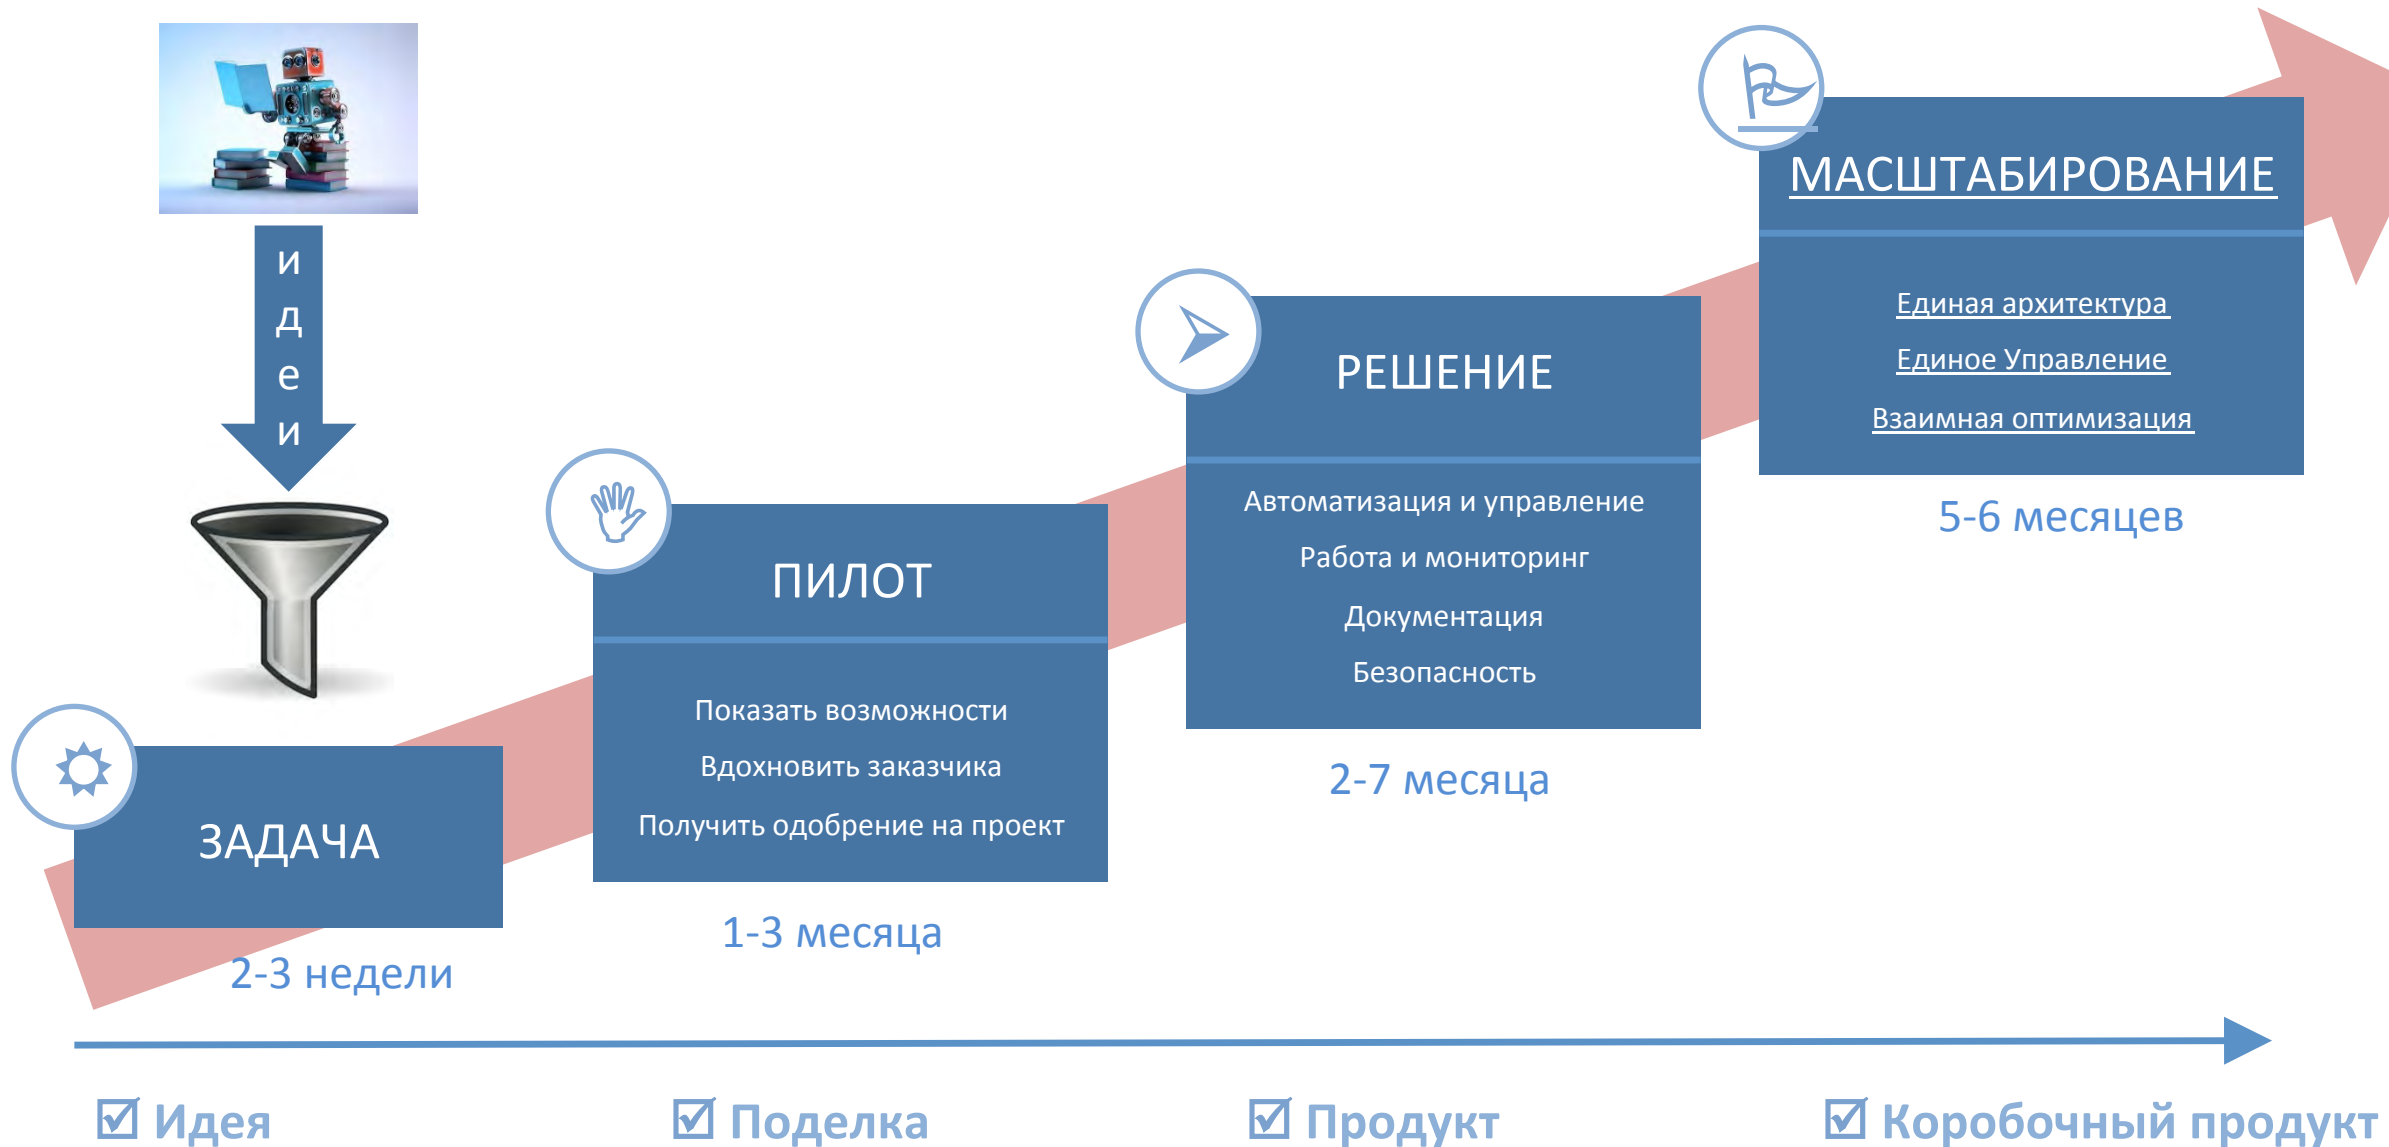 и
д
е
и
ЗАДАЧА
2-3 недели
ПИЛОТ
Показать возможности
Вдохновить заказчика
Получить одобрение на проект
1-3 месяца
РЕШЕНИЕ
Автоматизация и управление
Работа и мониторинг
Документация
Безопасность
2-7 месяца
МАСШТАБИРОВАНИЕ
Единая архитектура
Единое Управление
Взаимная оптимизация
5-6 месяцев
☑ Идея
☑ Поделка
☑ Продукт
☑ Коробочный продукт